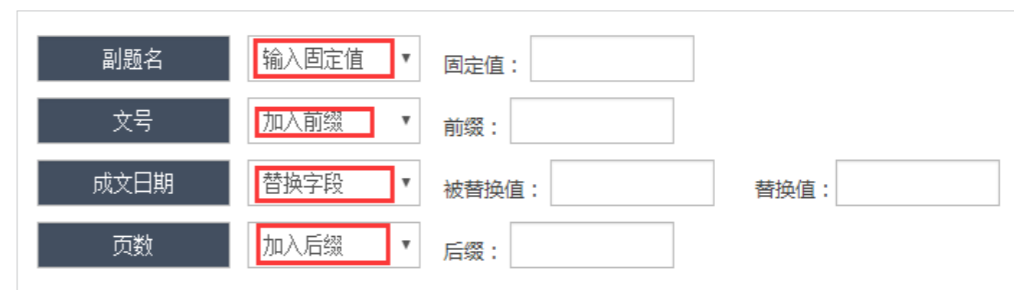 副题名 输入固定值 固定值：
文号 加入前缀 前缀：
成文日期 替换字段 被替换值： 替换值：
页数 加入后缀 后缀：